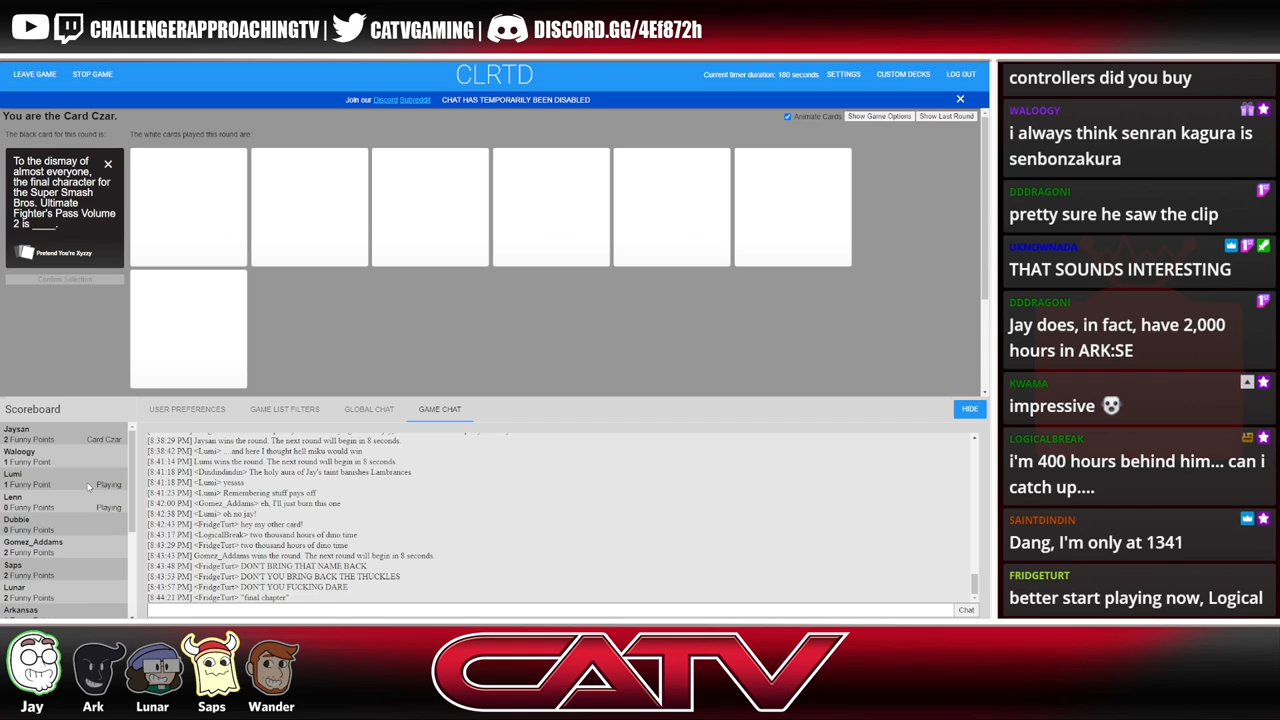 CHALLENGERAPPROACHINGTV | CATVGAMING | DISCORD.GG/4Ef872h
LEAVE GAME STOP GAME CLRTD Current timer duration: 180 seconds SETTINGS CUSTOM DECKS LOG OUT
Join our Discord Subreddit CHAT HAS TEMPORARILY BEEN DISABLED
You are the Card Czar.
Animate Cards Show Game Options Show Last Round
The black card for this round is: The white cards played this round are:
To the dismay of
almost everyone,
the final character for
the Super Smash
Bros. Ultimate
Fighter's Pass Volume
2 is ____.
Pretend You're Xyzzy
Confirm Selection
Scoreboard
USER PREFERENCES GAME LIST FILTERS GLOBAL CHAT GAME CHAT HIDE
Jaysan
2 Funny Points Card Czar
Waloogy
1 Funny Point
Lumi
1 Funny Point Playing
Lenn
0 Funny Points Playing
Dubbie
0 Funny Points
Gomez_Addams
2 Funny Points
Saps
2 Funny Points
Lunar
2 Funny Points
Arkansas
[8:38:29 PM] Jaysan wins the round. The next round will begin in 8 seconds.
[8:38:42 PM] <Lumi> ....and here I thought hell miku would win
[8:41:14 PM] Lumi wins the round. The next round will begin in 8 seconds.
[8:41:18 PM] <Dindindindin> The holy aura of Jay's taint banishes Lambrances
[8:41:18 PM] <Lumi> yessss
[8:41:23 PM] <Lumi> Remembering stuff pays off
[8:42:00 PM] <Gomez_Addams> eh, I'll just burn this one
[8:42:38 PM] <Lumi> oh no jay!
[8:42:43 PM] <FridgeTurt> hey my other card!
[8:43:17 PM] <LogicalBreak> two thousand hours of dino time
[8:43:29 PM] <FridgeTurt> two thousand hours of dino time
[8:43:43 PM] Gomez_Addams wins the round. The next round will begin in 8 seconds.
[8:43:48 PM] <FridgeTurt> DON'T BRING THAT NAME BACK
[8:43:53 PM] <FridgeTurt> DON'T YOU BRING BACK THE THUCKLES
[8:43:57 PM] <FridgeTurt> DON'T YOU FUCKING DARE
[8:44:21 PM] <FridgeTurt> "final chapter"
Chat
controllers did you buy
WALOOGY
i always think senran kagura is
senbonzakura
DDDRAGONI
pretty sure he saw the clip
UKNOWNADA
THAT SOUNDS INTERESTING
DDDRAGONI
Jay does, in fact, have 2,000
hours in ARK:SE
KWAMA
impressive
LOGICALBREAK
i'm 400 hours behind him... can i
catch up....
SAINTDINDIN
Dang, I'm only at 1341
FRIDGETURT
better start playing now, Logical
Jay Ark Lunar Saps Wander
CATV